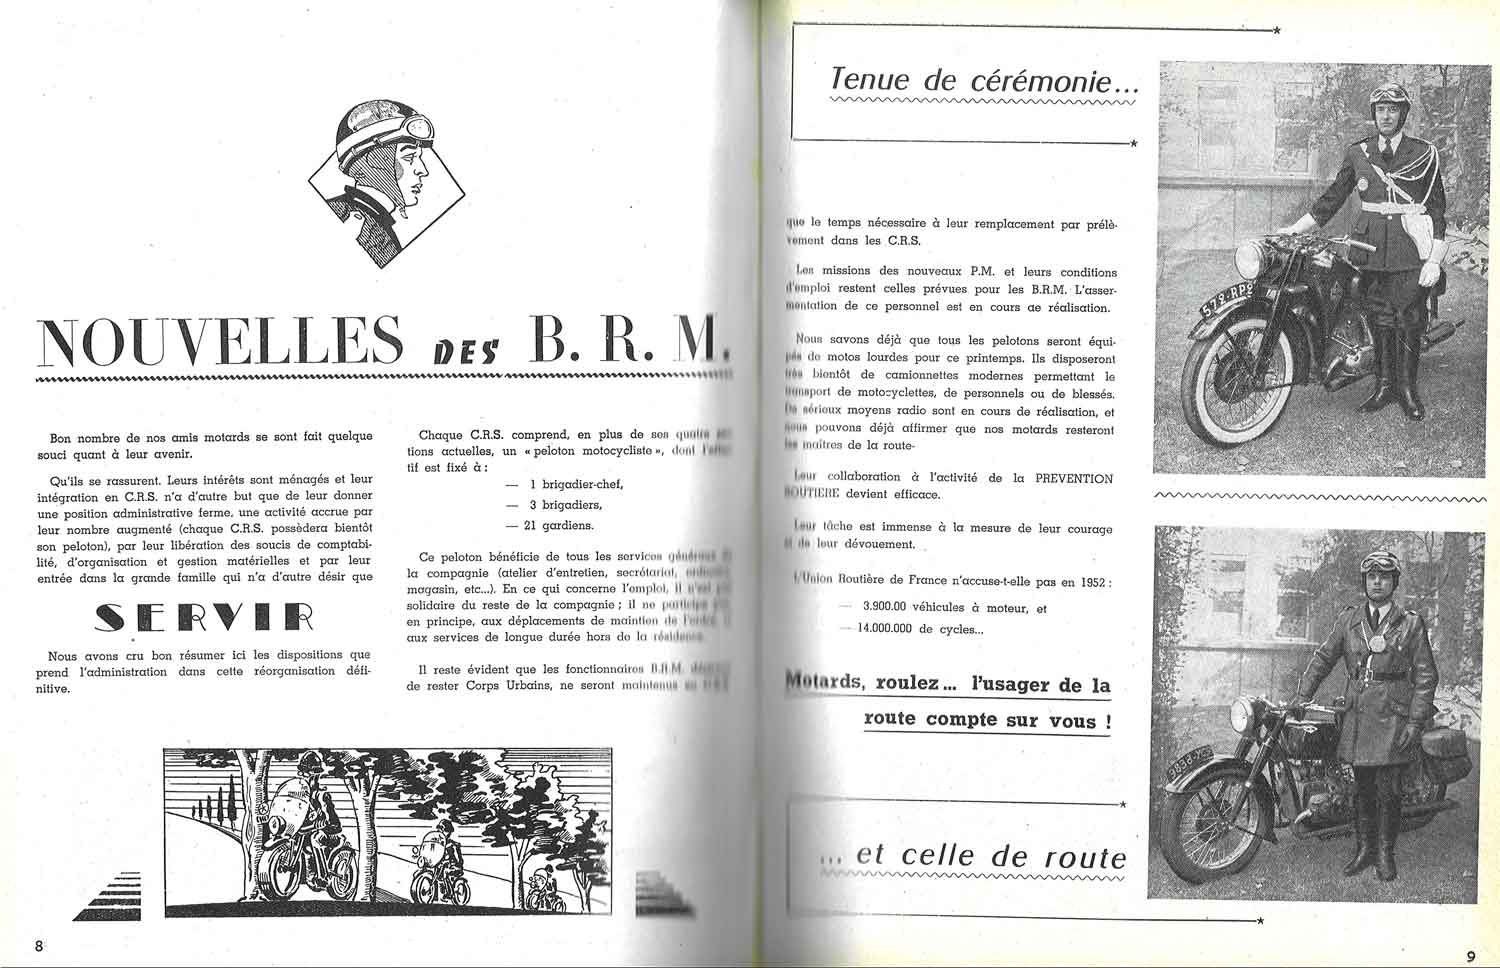 NOUVELLES DES B. R. M.
Bon nombre de nos amis motards se sont fait quelque
souci quant à leur avenir.
Qu'ils se rassurent. Leurs intérêts sont ménagés et leur
intégration en C.R.S. n'a d'autre but que de leur donner
une position administrative ferme, une activité accrue par
leur nombre augmenté (chaque C.R.S. possèdera bientôt
son peloton), par leur libération des soucis de comptabi-
lité, d'organisation et gestion matérielles et par leur
entrée dans la grande famille qui n'a d'autre désir que
SERVIR
Nous avons cru bon résumer ici les dispositions que
prend l'administration dans cette réorganisation défi-
nitive.
Chaque C.R.S. comprend, en plus de ses quatre
tions actuelles, un « peloton motocycliste », dont
tif est fixé à :
— 1 brigadier-chef,
— 3 brigadiers,
— 21 gardiens.
Ce peloton bénéficie de tous les services généraux
la compagnie (atelier d'entretien, secrétariat,
magasin, etc...). En ce qui concerne l'emploi, il n'est
solidaire du reste de la compagnie ; il ne participe
en principe, aux déplacements de maintien de
aux services de longue durée hors de la résidence.
Il reste évident que les fonctionnaires B.R.M.
de rester Corps Urbains, ne seront maintenus
8
Tenue de cérémonie...
que le temps nécessaire à leur remplacement par prélè-
vement dans les C.R.S.
Les missions des nouveaux P.M. et leurs conditions
d'emploi restent celles prévues pour les B.R.M. L'asser-
mentation de ce personnel est en cours ae réalisation.
Nous savons déjà que tous les pelotons seront équi-
pés de motos lourdes pour ce printemps. Ils disposeront
très bientôt de camionnettes modernes permettant le
transport de motocyclettes, de personnels ou de blessés.
De sérieux moyens radio sont en cours de réalisation, et
nous pouvons déjà affirmer que nos motards resteront
les maîtres de la route-
Leur collaboration à l'activité de la PREVENTION
ROUTIERE devient efficace.
Leur tâche est immense à la mesure de leur courage
et de leur dévouement.
L'Union Routière de France n'accuse-t-elle pas en 1952 :
— 3.900.00 véhicules à moteur, et
— 14.000.000 de cycles...
Motards, roulez... l'usager de la
route compte sur vous !
... et celle de route
572-RP9
9